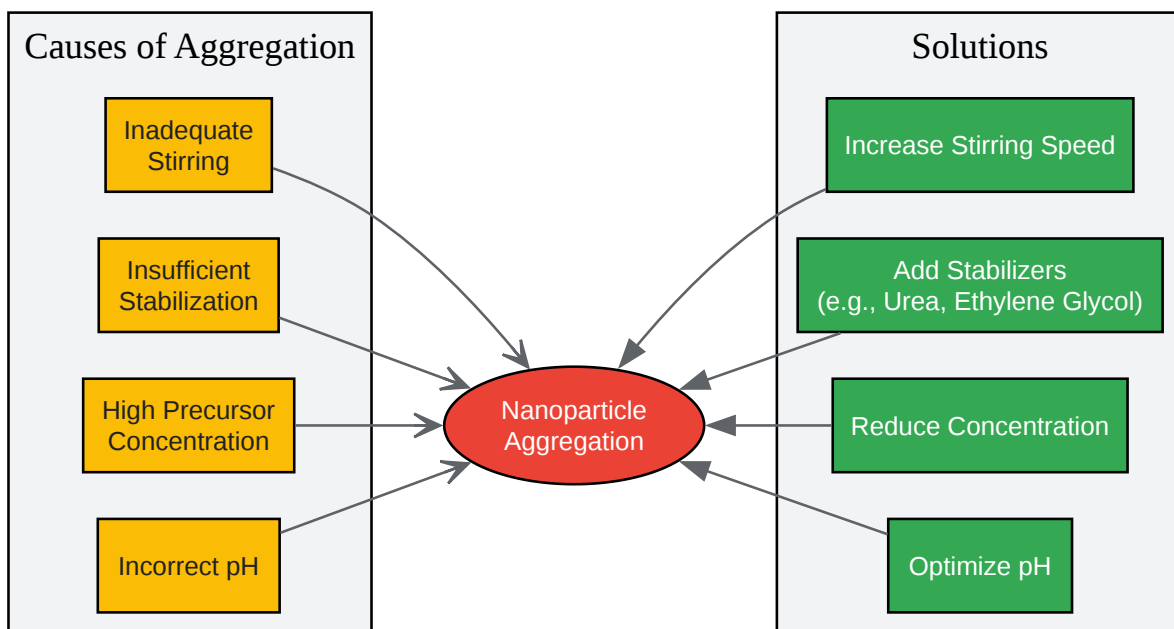 Causes of Aggregation
Inadequate
Stirring
Insufficient
Stabilization
High Precursor
Concentration
Incorrect pH
Nanoparticle
Aggregation
Solutions
Increase Stirring Speed
Add Stabilizers
(e.g., Urea, Ethylene Glycol)
Reduce Concentration
Optimize pH